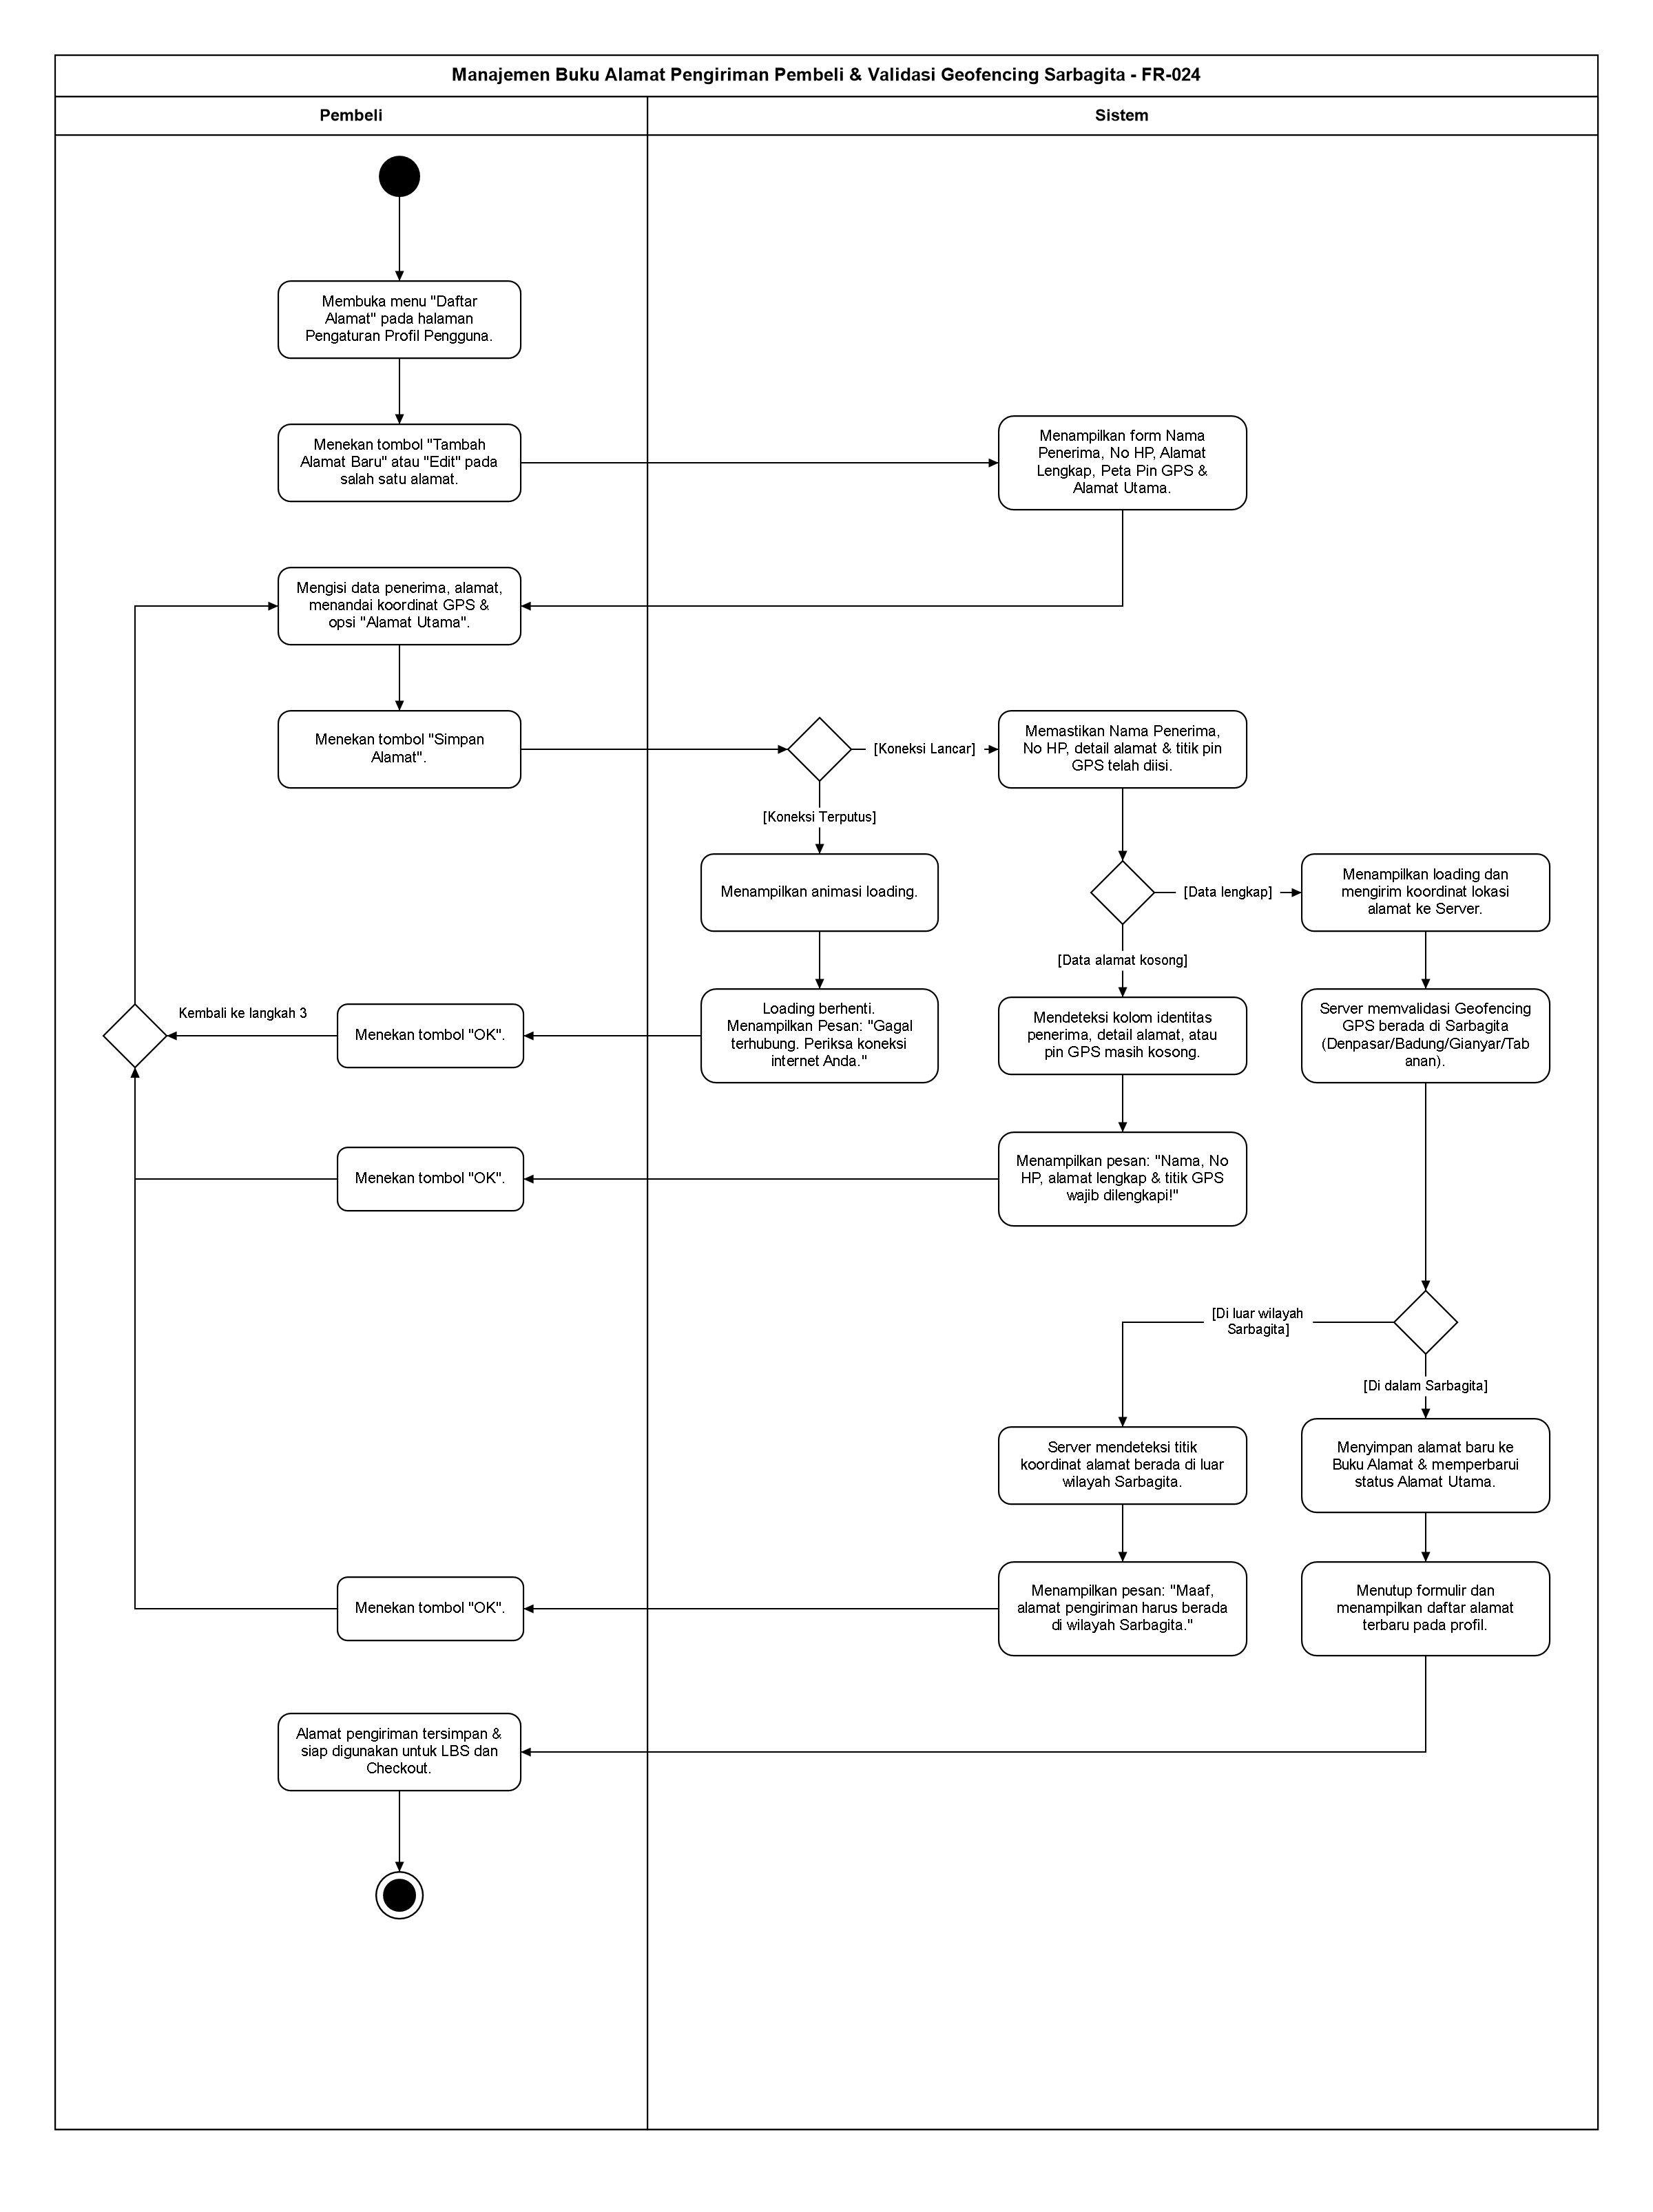 Manajemen Buku Alamat Pengiriman Pembeli & Validasi Geofencing Sarbagita - FR-024
Pembeli
Sistem
Membuka menu "Daftar
Alamat" pada halaman
Pengaturan Profil Pengguna.
Menekan tombol "Tambah
Alamat Baru" atau "Edit" pada
salah satu alamat.
Menampilkan form Nama
Penerima, No HP, Alamat
Lengkap, Peta Pin GPS &
Alamat Utama.
Mengisi data penerima, alamat,
menandai koordinat GPS &
opsi "Alamat Utama".
Menekan tombol "Simpan
Alamat".
[Koneksi Lancar]
Memastikan Nama Penerima,
No HP, detail alamat & titik pin
GPS telah diisi.
[Koneksi Terputus]
Menampilkan animasi loading.
[Data lengkap]
Menampilkan loading dan
mengirim koordinat lokasi
alamat ke Server.
[Data alamat kosong]
Kembali ke langkah 3
Menekan tombol "OK".
Loading berhenti.
Menampilkan Pesan: "Gagal
terhubung. Periksa koneksi
internet Anda."
Mendeteksi kolom identitas
penerima, detail alamat, atau
pin GPS masih kosong.
Server memvalidasi Geofencing
GPS berada di Sarbagita
(Denpasar/Badung/Gianyar/Tab
anan).
Menekan tombol "OK".
Menampilkan pesan: "Nama, No
HP, alamat lengkap & titik GPS
wajib dilengkapi!"
[Di luar wilayah
Sarbagita]
[Di dalam Sarbagita]
Server mendeteksi titik
koordinat alamat berada di luar
wilayah Sarbagita.
Menyimpan alamat baru ke
Buku Alamat & memperbarui
status Alamat Utama.
Menekan tombol "OK".
Menampilkan pesan: "Maaf,
alamat pengiriman harus berada
di wilayah Sarbagita."
Menutup formulir dan
menampilkan daftar alamat
terbaru pada profil.
Alamat pengiriman tersimpan &
siap digunakan untuk LBS dan
Checkout.